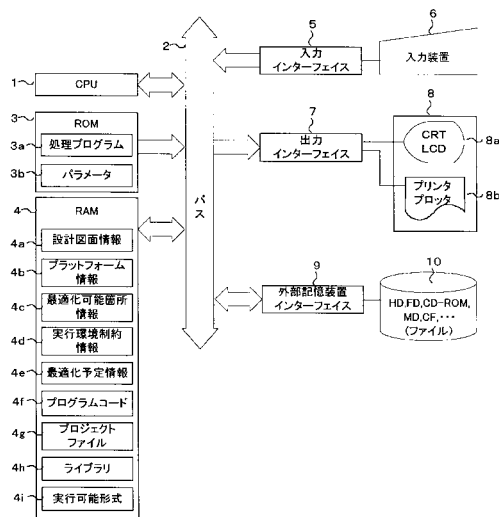 5
6
2
入力
インターフェイス
入力装置
1
CPU
7
8
3
ROM
3a
処理プログラム
出力
インターフェイス
CRT
LCD
8a
3b
パラメータ
プリンタ
プロッタ
8b
4
RAM
バス
4a
設計図面情報
4b
プラットフォーム
情報
9
10
4c
最適化可能箇所
情報
外部記憶装置
インターフェイス
HD,FD,CD-ROM,
MD,CF,・・・
(ファイル)
4d
実行環境制約
情報
4e
最適化予定情報
4f
プログラムコード
4g
プロジェクト
ファイル
4h
ライブラリ
4i
実行可能形式